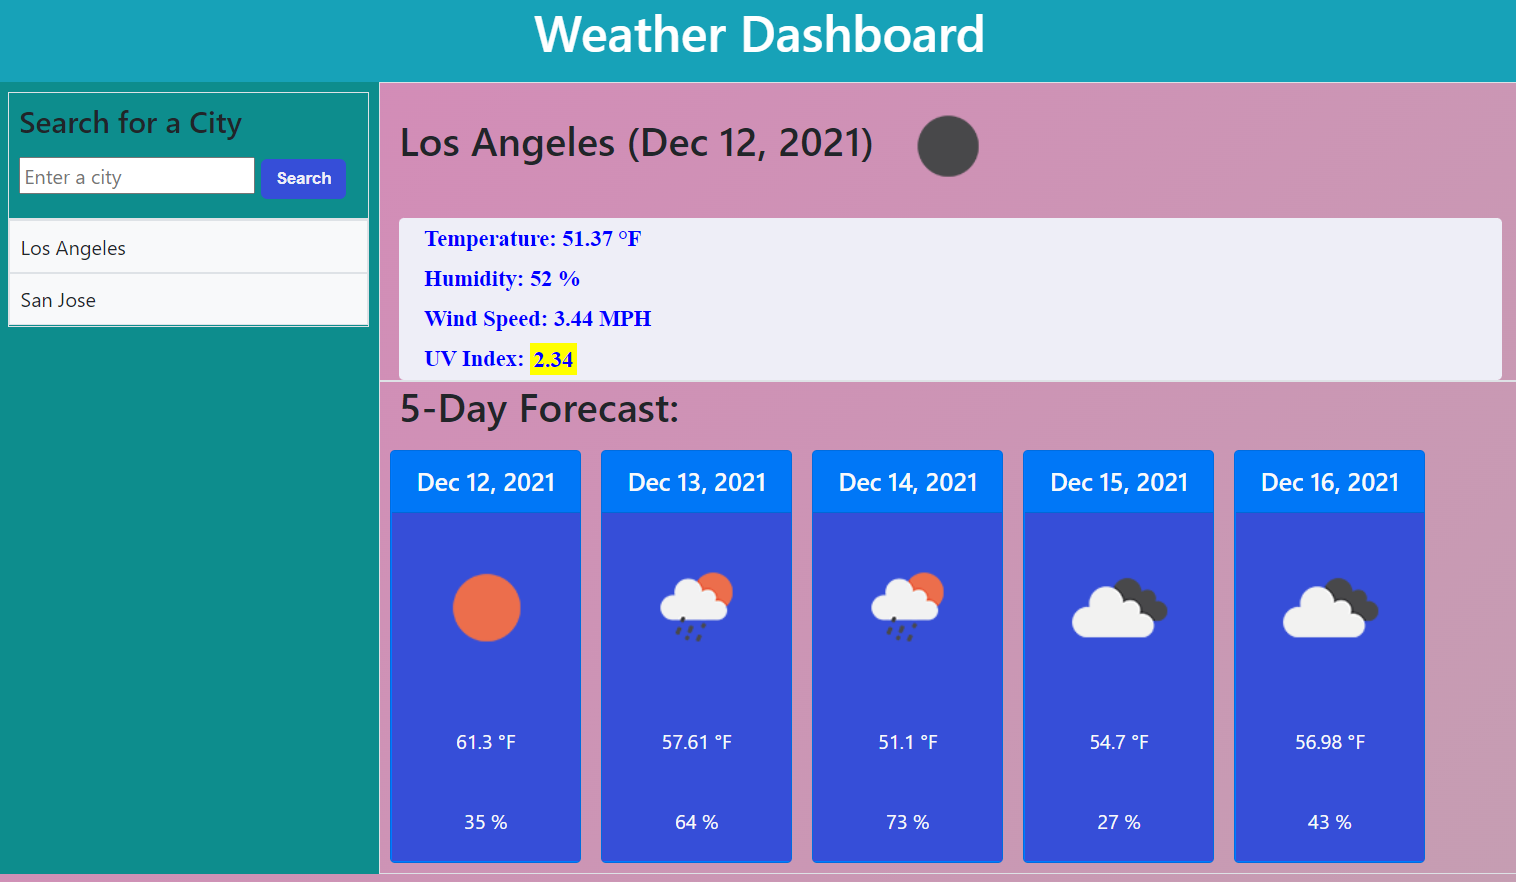 Weather Dashboard
Search for a City
Enter a city
Search
Los Angeles
San Jose
Los Angeles (Dec 12, 2021)
Temperature: 51.37 °F
Humidity: 52 %
Wind Speed: 3.44 MPH
UV Index: 2.34
5-Day Forecast:
Dec 12, 2021
61.3 °F
35 %
Dec 13, 2021
57.61 °F
64 %
Dec 14, 2021
51.1 °F
73 %
Dec 15, 2021
54.7 °F
27 %
Dec 16, 2021
56.98 °F
43 %